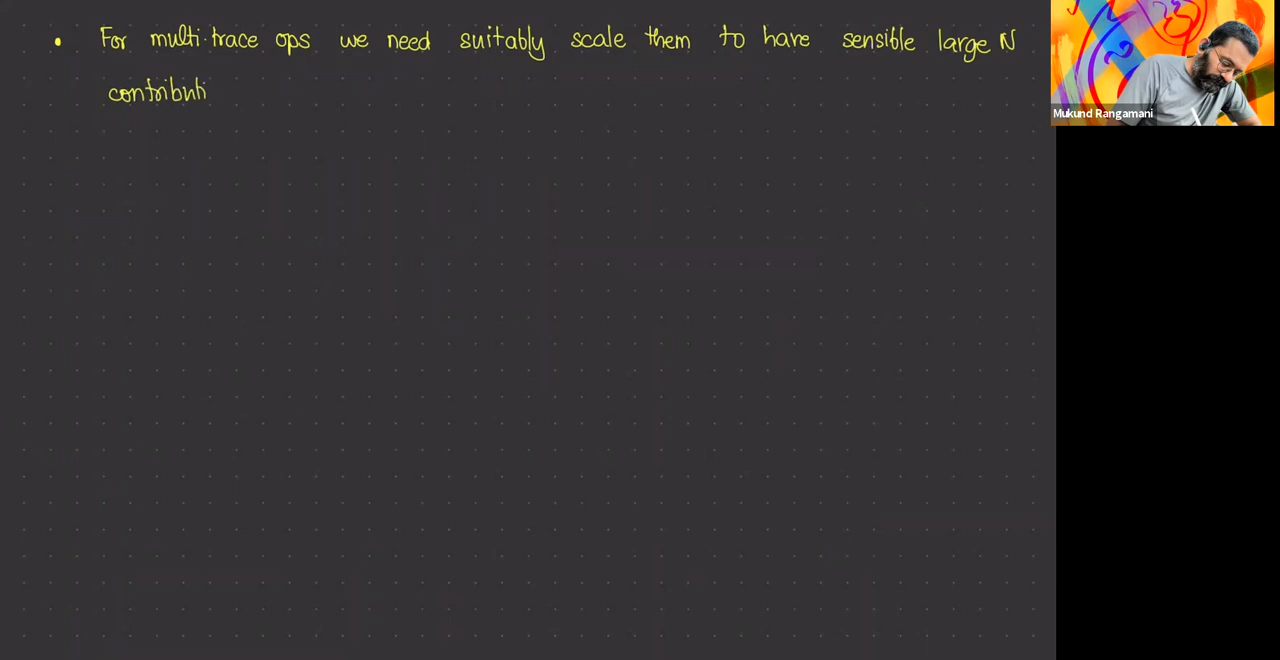 • For multi-trace ops we need suitably scale them to have sensible large N
contributi
Mukund Rangamani